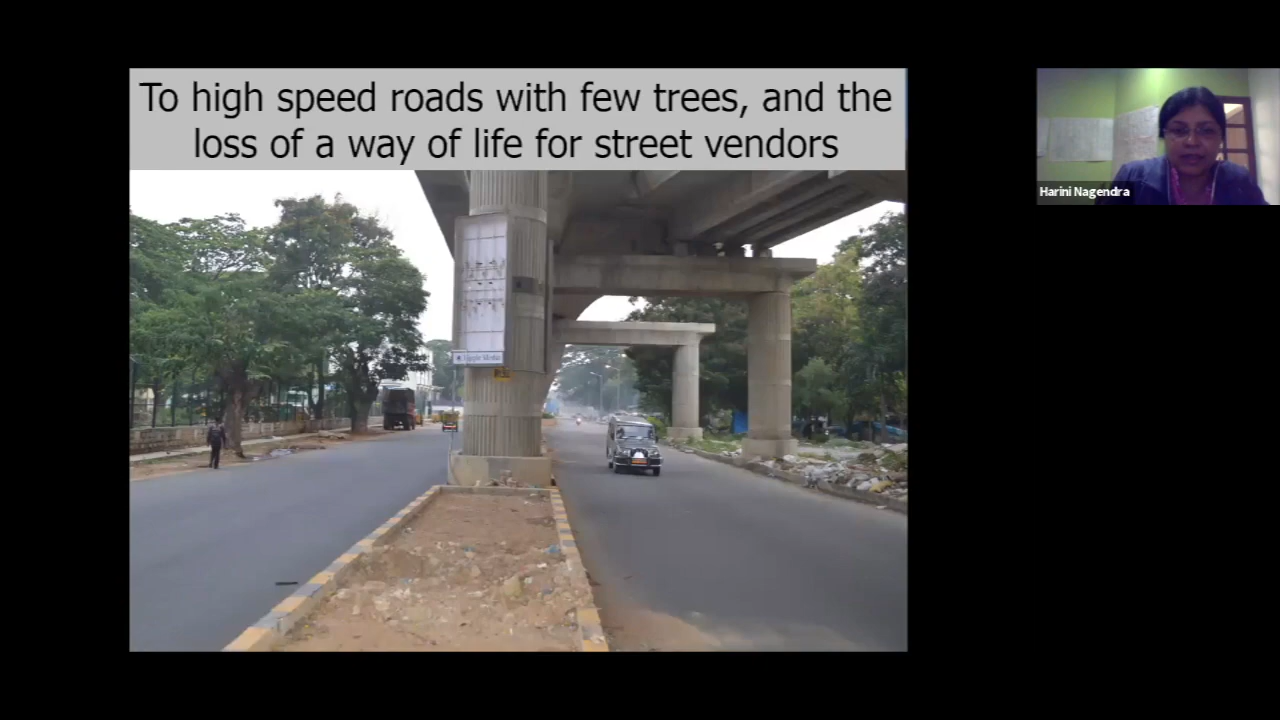 To high speed roads with few trees, and the
loss of a way of life for street vendors
Harini Nagendra